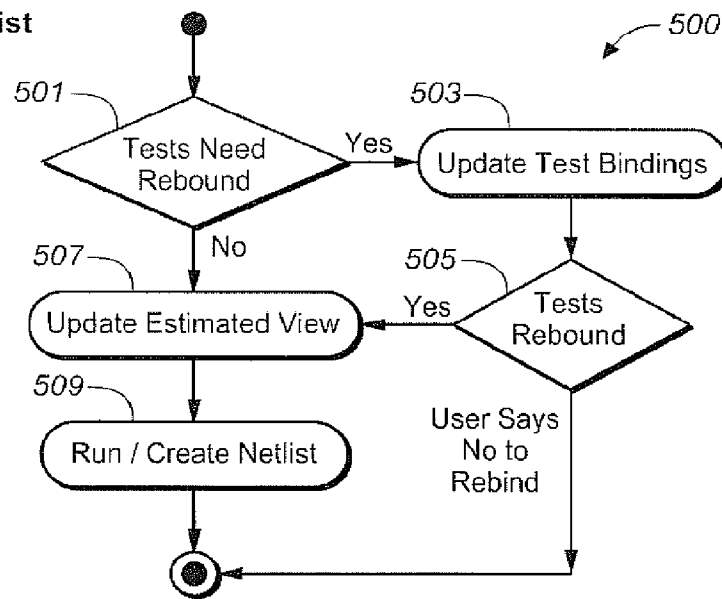 ist
500
501
503
Tests Need
Rebound
Yes
Update Test Bindings
No
507
505
Update Estimated View
Yes
Tests
Rebound
509
Run / Create Netlist
User Says
No to
Rebind